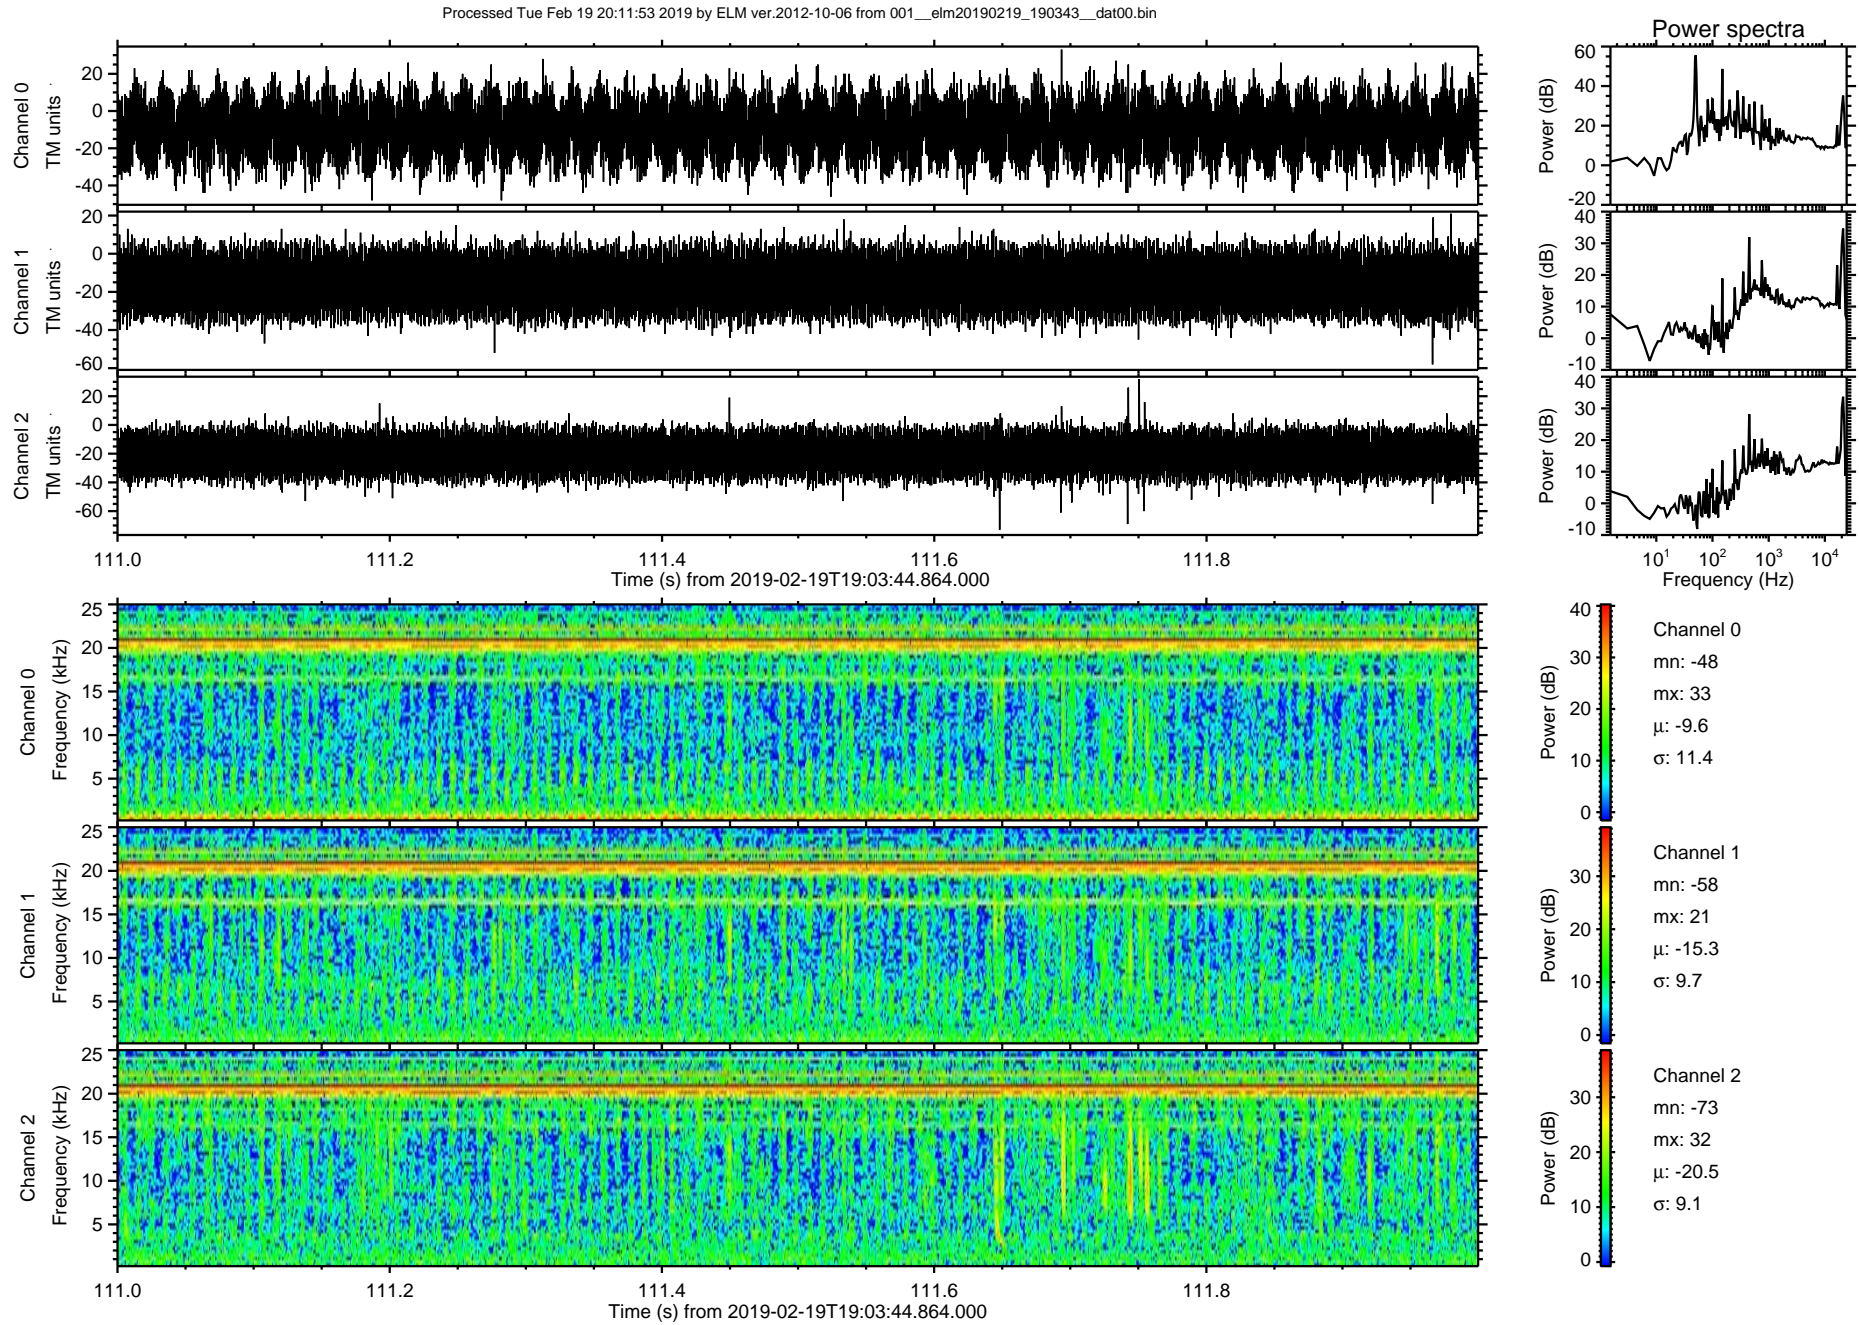 Processed Tue Feb 19 20:11:53 2019 by ELM ver.2012-10-06 from 001__elm20190219_190343__dat00.bin
Power spectra
Channel 0
TM units
20
0
-20
-40
Power (dB)
60
40
20
0
-20
Channel 1
TM units
20
0
-20
-40
-60
Power (dB)
40
30
20
10
0
-10
Channel 2
TM units
20
0
-20
-40
-60
Power (dB)
40
30
20
10
0
-10
111.0 111.2 111.4 111.6 111.8
Time (s) from 2019-02-19T19:03:44.864.000
10¹ 10² 10³ 10⁴
Frequency (Hz)
Channel 0
Frequency (kHz)
25
20
15
10
5
Power (dB)
40
30
20
10
0
Channel 0
mn: -48
mx: 33
μ: -9.6
σ: 11.4
Channel 1
Frequency (kHz)
25
20
15
10
5
Power (dB)
30
20
10
0
Channel 1
mn: -58
mx: 21
μ: -15.3
σ: 9.7
Channel 2
Frequency (kHz)
25
20
15
10
5
Power (dB)
30
20
10
0
Channel 2
mn: -73
mx: 32
μ: -20.5
σ: 9.1
111.0 111.2 111.4 111.6 111.8
Time (s) from 2019-02-19T19:03:44.864.000